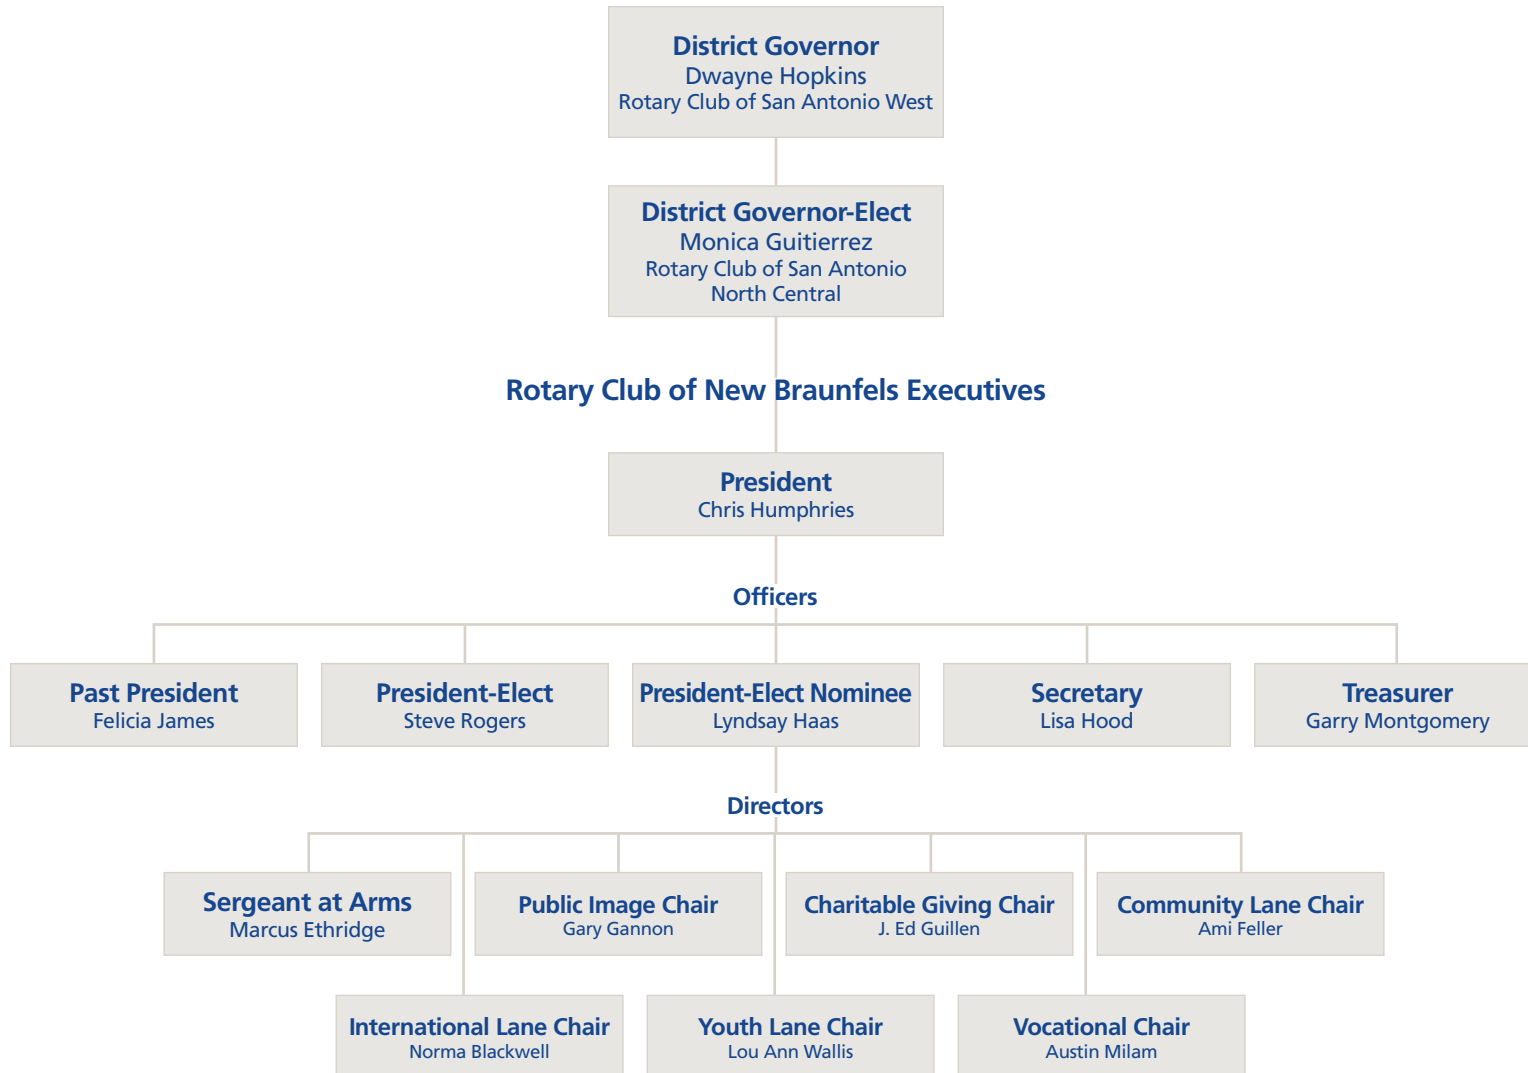 District Governor
Dwayne Hopkins
Rotary Club of San Antonio West
District Governor-Elect
Monica Guitierrez
Rotary Club of San Antonio
North Central
Rotary Club of New Braunfels Executives
President
Chris Humphries
Officers
Past President
Felicia James
President-Elect
Steve Rogers
President-Elect Nominee
Lyndsay Haas
Secretary
Lisa Hood
Treasurer
Garry Montgomery
Directors
Sergeant at Arms
Marcus Ethridge
Public Image Chair
Gary Gannon
Charitable Giving Chair
J. Ed Guillen
Community Lane Chair
Ami Feller
International Lane Chair
Norma Blackwell
Youth Lane Chair
Lou Ann Wallis
Vocational Chair
Austin Milam